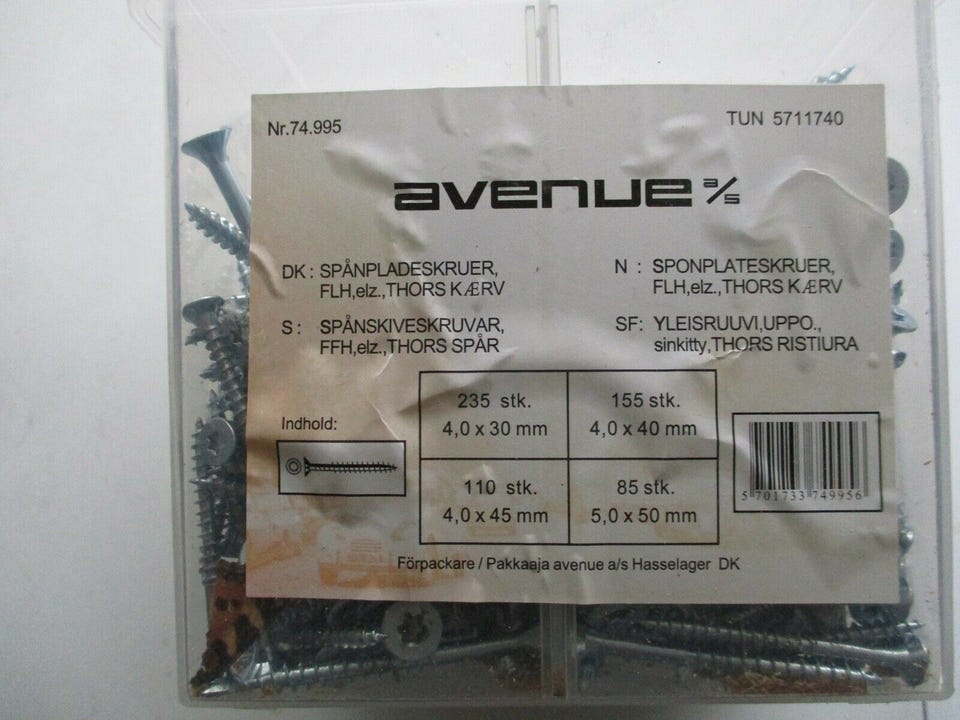 Nr.74.995
TUN 5711740
avenue a/s
DK: SPÅNPLADESKRUER,
FLH,elz.,THORS KÆRV
N : SPONPLATESKRUER,
FLH,elz.,THORS KÆRV
S: SPÅNSKIVESKRUVAR,
FFH,elz.,THORS SPÅR
SF: YLEISRUUVI,UPPO.,
sinkitty,THORS RISTIURA
Indhold:
235 stk.
4,0 x 30 mm
155 stk.
4,0 x 40 mm
110 stk.
4,0 x 45 mm
85 stk.
5,0 x 50 mm
5 701733 749956
Förpackare / Pakkaaja avenue a/s Hasselager DK